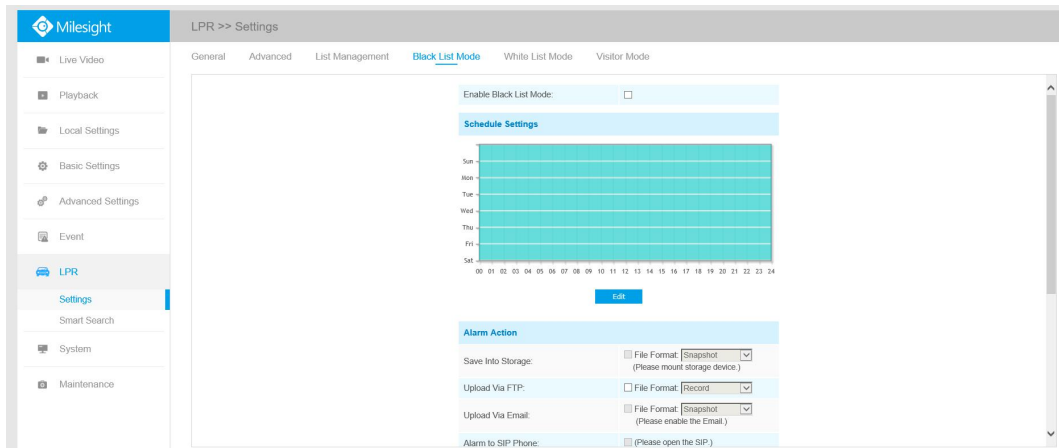 Milesight
LPR >> Settings
Live Video
Playback
Local Settings
Basic Settings
Advanced Settings
Event
LPR
Settings
Smart Search
System
Maintenance
General Advanced List Management Black List Mode White List Mode Visitor Mode
Enable Black List Mode:
Schedule Settings
Sun
Mon
Tue
Wed
Thu
Fri
Sat
00 01 02 03 04 05 06 07 08 09 10 11 12 13 14 15 16 17 18 19 20 21 22 23 24
Edit
Alarm Action
Save Into Storage: File Format: Snapshot
(Please mount storage device.)
Upload Via FTP: File Format: Record
Upload Via Email: File Format: Snapshot
(Please enable the Email.)
Alarm to SIP Phone: (Please open the SIP.)